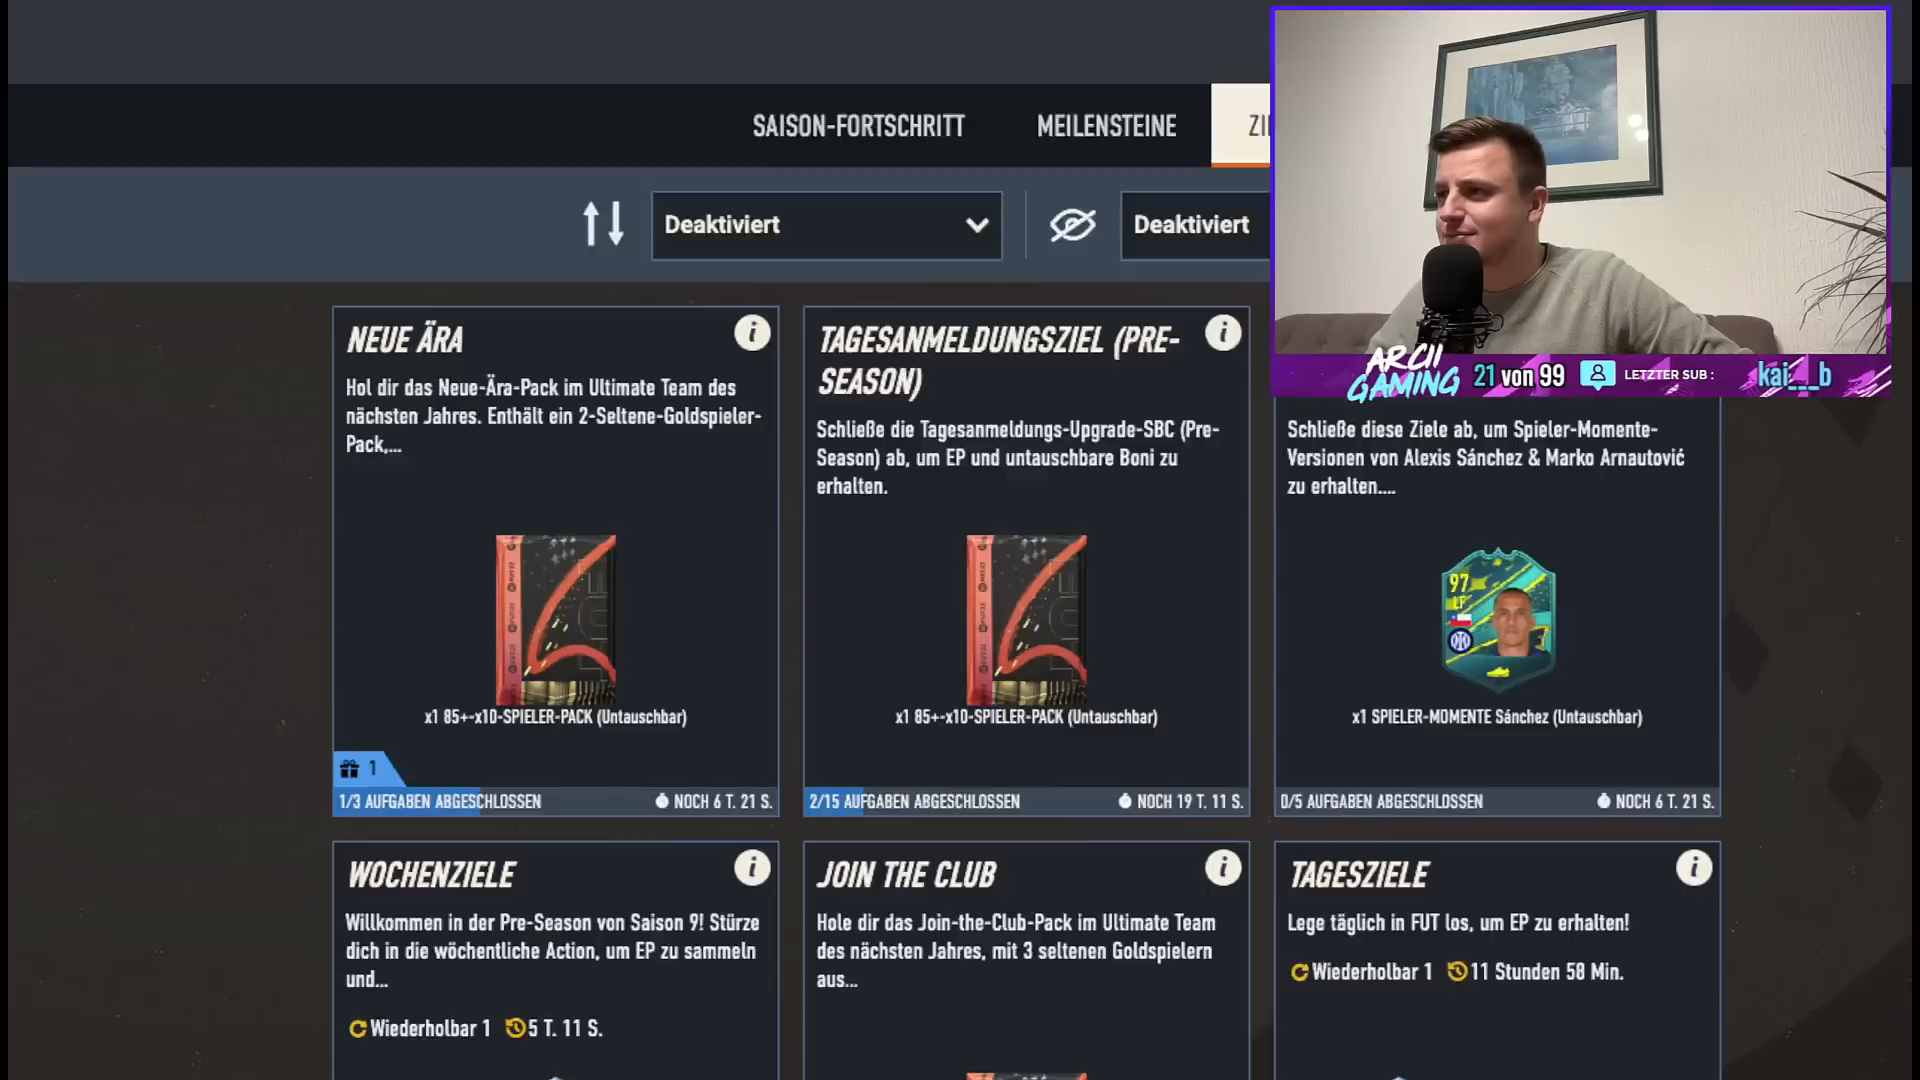 SAISON-FORTSCHRITT
MEILENSTEINE
Deaktiviert
Deaktiviert
ARCII
GAMING
21 von 99
LETZTER SUB :
kai___b
NEUE ÄRA
Hol dir das Neue-Ära-Pack im Ultimate Team des
nächsten Jahres. Enthält ein 2-Seltene-Goldspieler-
Pack,...
x1 85+-x10-SPIELER-PACK (Untauschbar)
1
1/3 AUFGABEN ABGESCHLOSSEN
NOCH 6 T. 21 S.
TAGESANMELDUNGSZIEL (PRE-
SEASON)
Schließe die Tagesanmeldungs-Upgrade-SBC (Pre-
Season) ab, um EP und untauschbare Boni zu
erhalten.
x1 85+-x10-SPIELER-PACK (Untauschbar)
2/15 AUFGABEN ABGESCHLOSSEN
NOCH 19 T. 11 S.
Schließe diese Ziele ab, um Spieler-Momente-
Versionen von Alexis Sánchez & Marko Arnautović
zu erhalten....
97
LF
x1 SPIELER-MOMENTE Sánchez (Untauschbar)
0/5 AUFGABEN ABGESCHLOSSEN
NOCH 6 T. 21 S.
WOCHENZIELE
Willkommen in der Pre-Season von Saison 9! Stürze
dich in die wöchentliche Action, um EP zu sammeln
und...
Wiederholbar 1
5 T. 11 S.
JOIN THE CLUB
Hole dir das Join-the-Club-Pack im Ultimate Team
des nächsten Jahres, mit 3 seltenen Goldspielern
aus...
TAGESZIELE
Lege täglich in FUT los, um EP zu erhalten!
Wiederholbar 1
11 Stunden 58 Min.